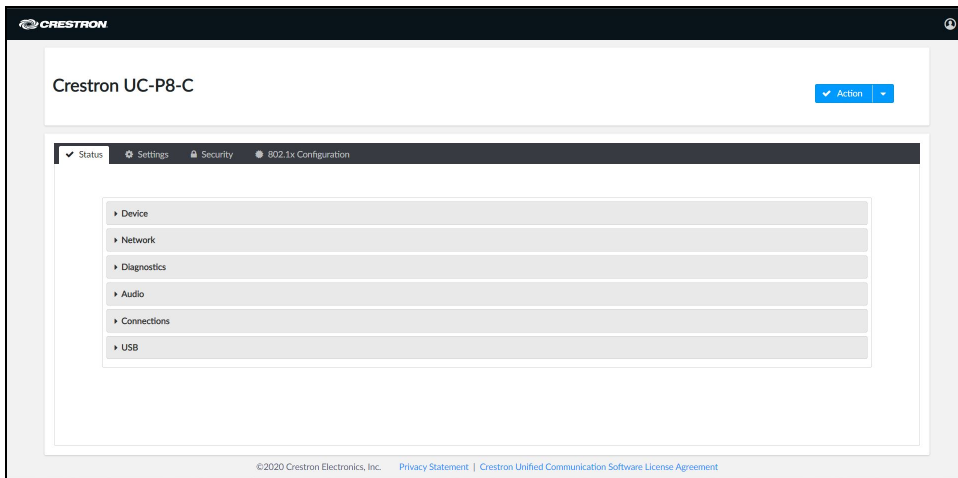 CRESTRON
Crestron UC-P8-C
Action
Status Settings Security 802.1x Configuration
Device
Network
Diagnostics
Audio
Connections
USB
©2020 Crestron Electronics, Inc. Privacy Statement | Crestron Unified Communication Software License Agreement